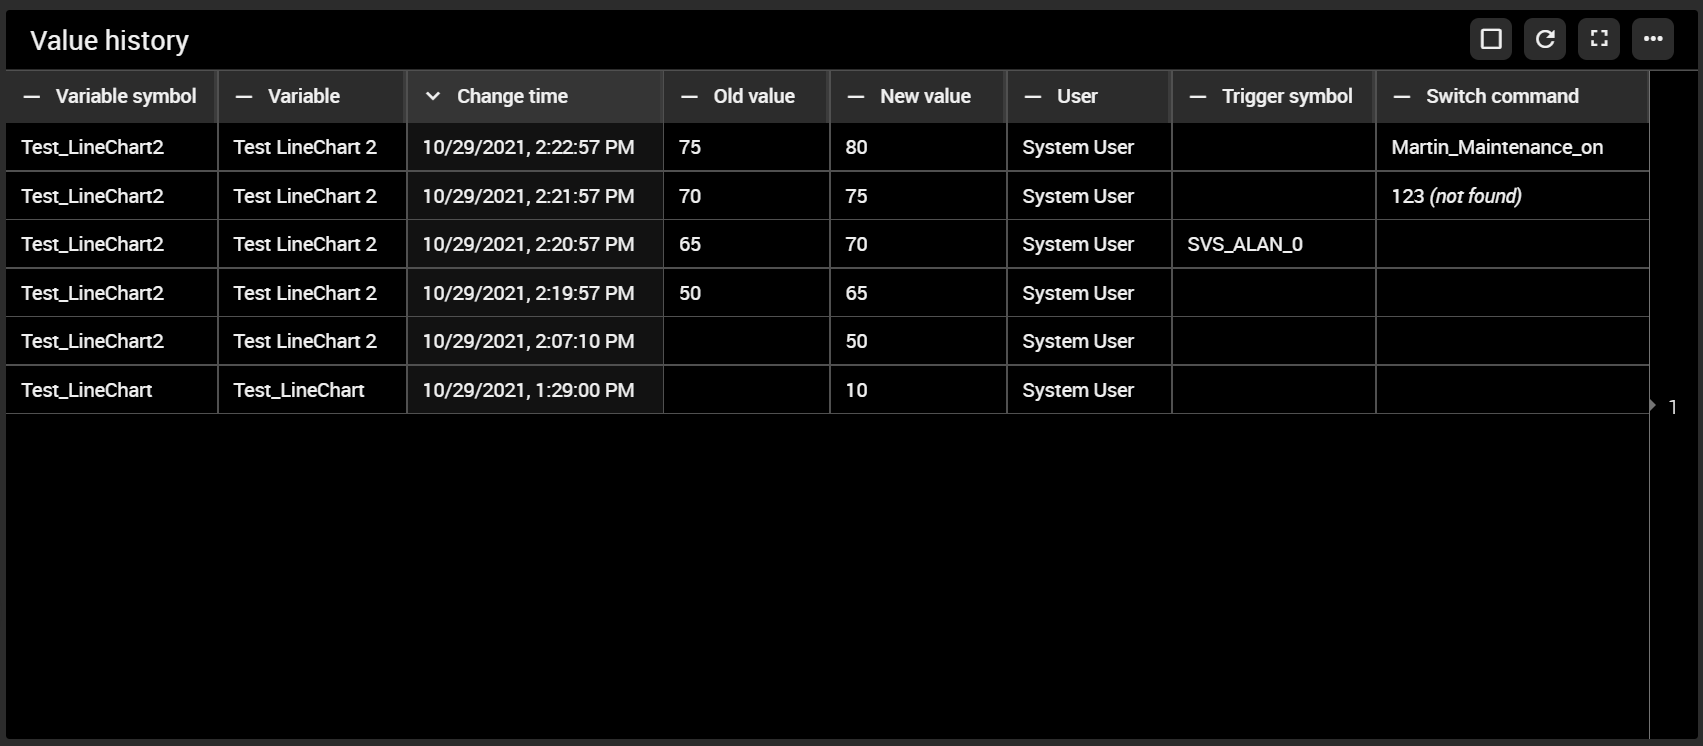 Value history
Variable symbol Variable Change time Old value New value User Trigger symbol Switch command
Test_LineChart2 Test LineChart 2 10/29/2021, 2:22:57 PM 75 80 System User Martin_Maintenance_on
Test_LineChart2 Test LineChart 2 10/29/2021, 2:21:57 PM 70 75 System User 123 (not found)
Test_LineChart2 Test LineChart 2 10/29/2021, 2:20:57 PM 65 70 System User SVS_ALAN_0
Test_LineChart2 Test LineChart 2 10/29/2021, 2:19:57 PM 50 65 System User
Test_LineChart2 Test LineChart 2 10/29/2021, 2:07:10 PM 50 System User
Test_LineChart Test_LineChart 10/29/2021, 1:29:00 PM 10 System User
1